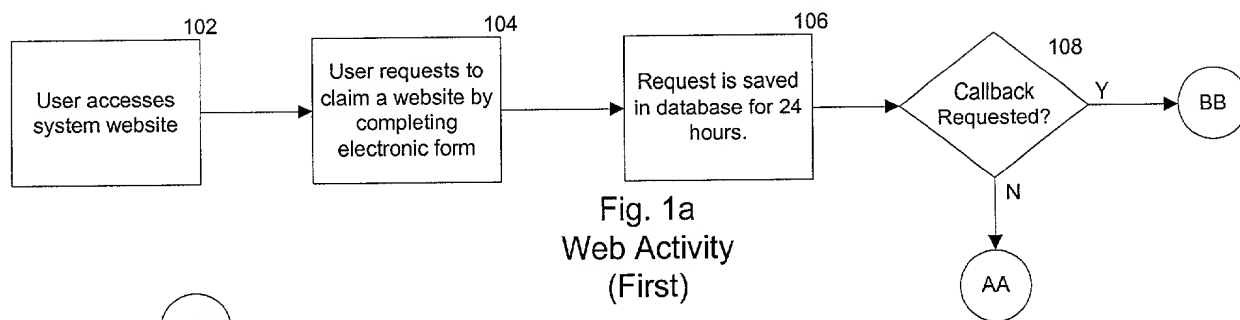 102
User accesses
system website
104
User requests to
claim a website by
completing
electronic form
106
Request is saved
in database for 24
hours.
108
Callback
Requested?
Y
BB
N
AA
Fig. 1a
Web Activity
(First)